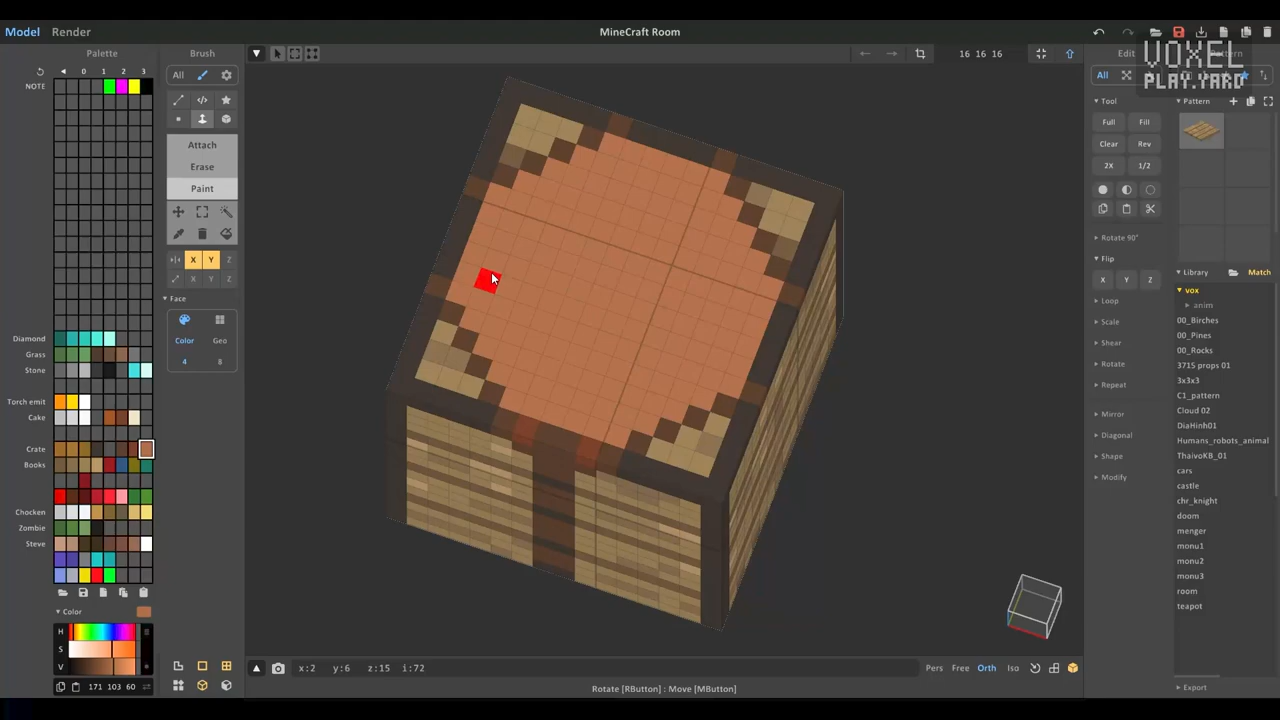 Model Render
MineCraft Room
VOXEL
PLAY.YARD
Palette
0 1 2 3
NOTE
Diamond
Grass
Stone
Torch emit
Cake
Crate
Books
Chocken
Zombie
Steve
Color
H
S
V
171 103 60
Brush
All
Attach
Erase
Paint
X Y Z
X Y Z
Face
Color Geo
4 8
16 16 16
x:2 y:6 z:15 i:72
Pers Free Orth Iso
Rotate [RButton] : Move [MButton]
Edit
All
Tool
Full Fill
Clear Rev
2X 1/2
Rotate 90°
Flip
X Y Z
Loop
Scale
Shear
Rotate
Repeat
Mirror
Diagonal
Shape
Modify
Pattern
Pattern
Library Match
vox
anim
00_Birches
00_Pines
00_Rocks
3715 props 01
3x3x3
C1_pattern
Cloud 02
DiaHinh01
Humans_robots_animal
ThaivoKB_01
cars
castle
chr_knight
doom
menger
monu1
monu2
monu3
room
teapot
Export